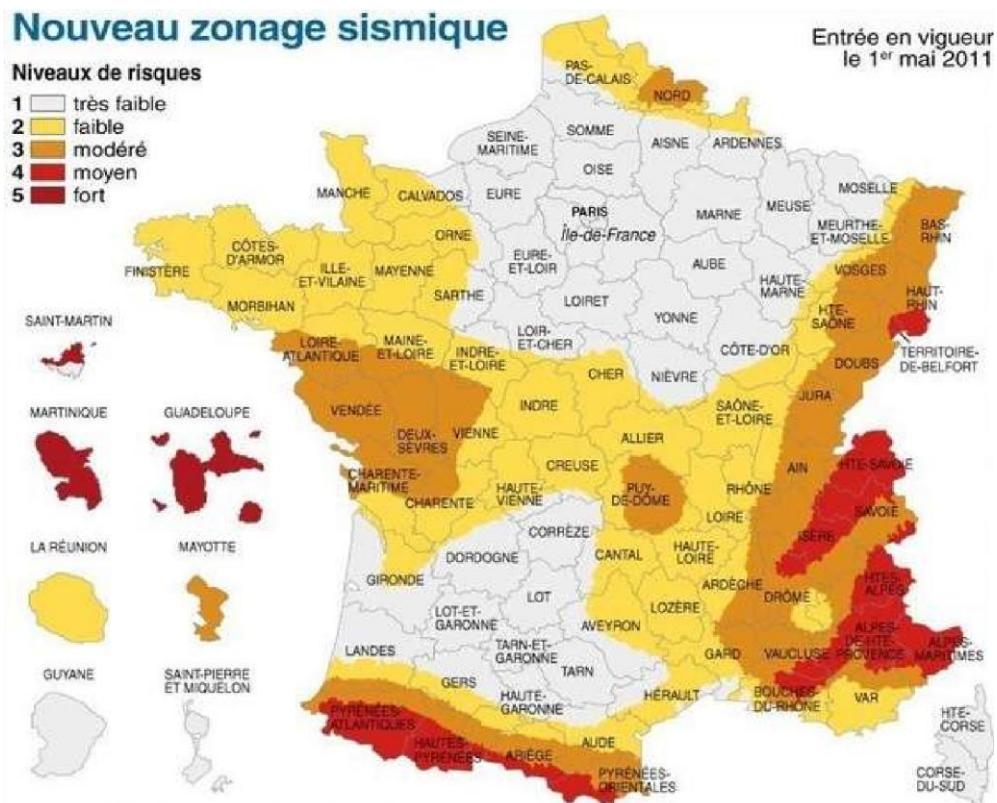 Nouveau zonage sismique
Entrée en vigueur
le 1er mai 2011
Niveaux de risques
1 très faible
2 faible
3 modéré
4 moyen
5 fort
PAS-
DE-CALAIS
NORD
SOMME
SEINE-
MARITIME
AISNE
ARDENNES
OISE
MANCHE
CALVADOS
EURE
PARIS
Île-de-France
MARNE
MEUSE
MOSELLE
MEURTHE-
ET-MOSELLE
BAS-
RHIN
ORNE
FINISTÈRE
CÔTES-
D'ARMOR
ILLE-
ET-VILAINE
MAYENNE
EURE-
ET-LOIR
AUBE
HAUTE-
MARNE
VOSGES
HAUT-
RHIN
MORBIHAN
SARTHE
LOIRET
YONNE
HTE-
SAÔNE
TERRITOIRE-
DE-BELFORT
LOIRE-
ATLANTIQUE
MAINE-
ET-LOIRE
INDRE-
ET-LOIRE
LOIR-
ET-CHER
CÔTE-D'OR
DOUBS
CHER
NIÈVRE
JURA
VENDÉE
DEUX-
SÈVRES
VIENNE
INDRE
ALLIER
SAÔNE-
ET-LOIRE
CHARENTE-
MARITIME
CHARENTE
HAUTE-
VIENNE
CREUSE
PUY-
DE-DÔME
RHÔNE
AIN
HTE-SAVOIE
SAVOIE
LOIRE
ISÈRE
CORRÈZE
DORDOGNE
CANTAL
HAUTE-
LOIRE
ARDÈCHE
DRÔME
HTES-
ALPES
GIRONDE
LOT
LOT-ET-
GARONNE
LOZÈRE
AVEYRON
TARN-ET-
GARONNE
TARN
GARD
VAUCLUSE
ALPES-
DE-HTE-
PROVENCE
ALPES-
MARITIMES
LANDES
GERS
HAUTE-
GARONNE
HÉRAULT
BOUCHES-
DU-RHÔNE
VAR
PYRÉNÉES-
ATLANTIQUES
HAUTES-
PYRÉNÉES
ARIÈGE
AUDE
PYRÉNÉES-
ORIENTALES
HTE-
CORSE
CORSE-
DU-SUD
SAINT-MARTIN
MARTINIQUE
GUADELOUPE
LA RÉUNION
MAYOTTE
GUYANE
SAINT-PIERRE
ET MIQUELON